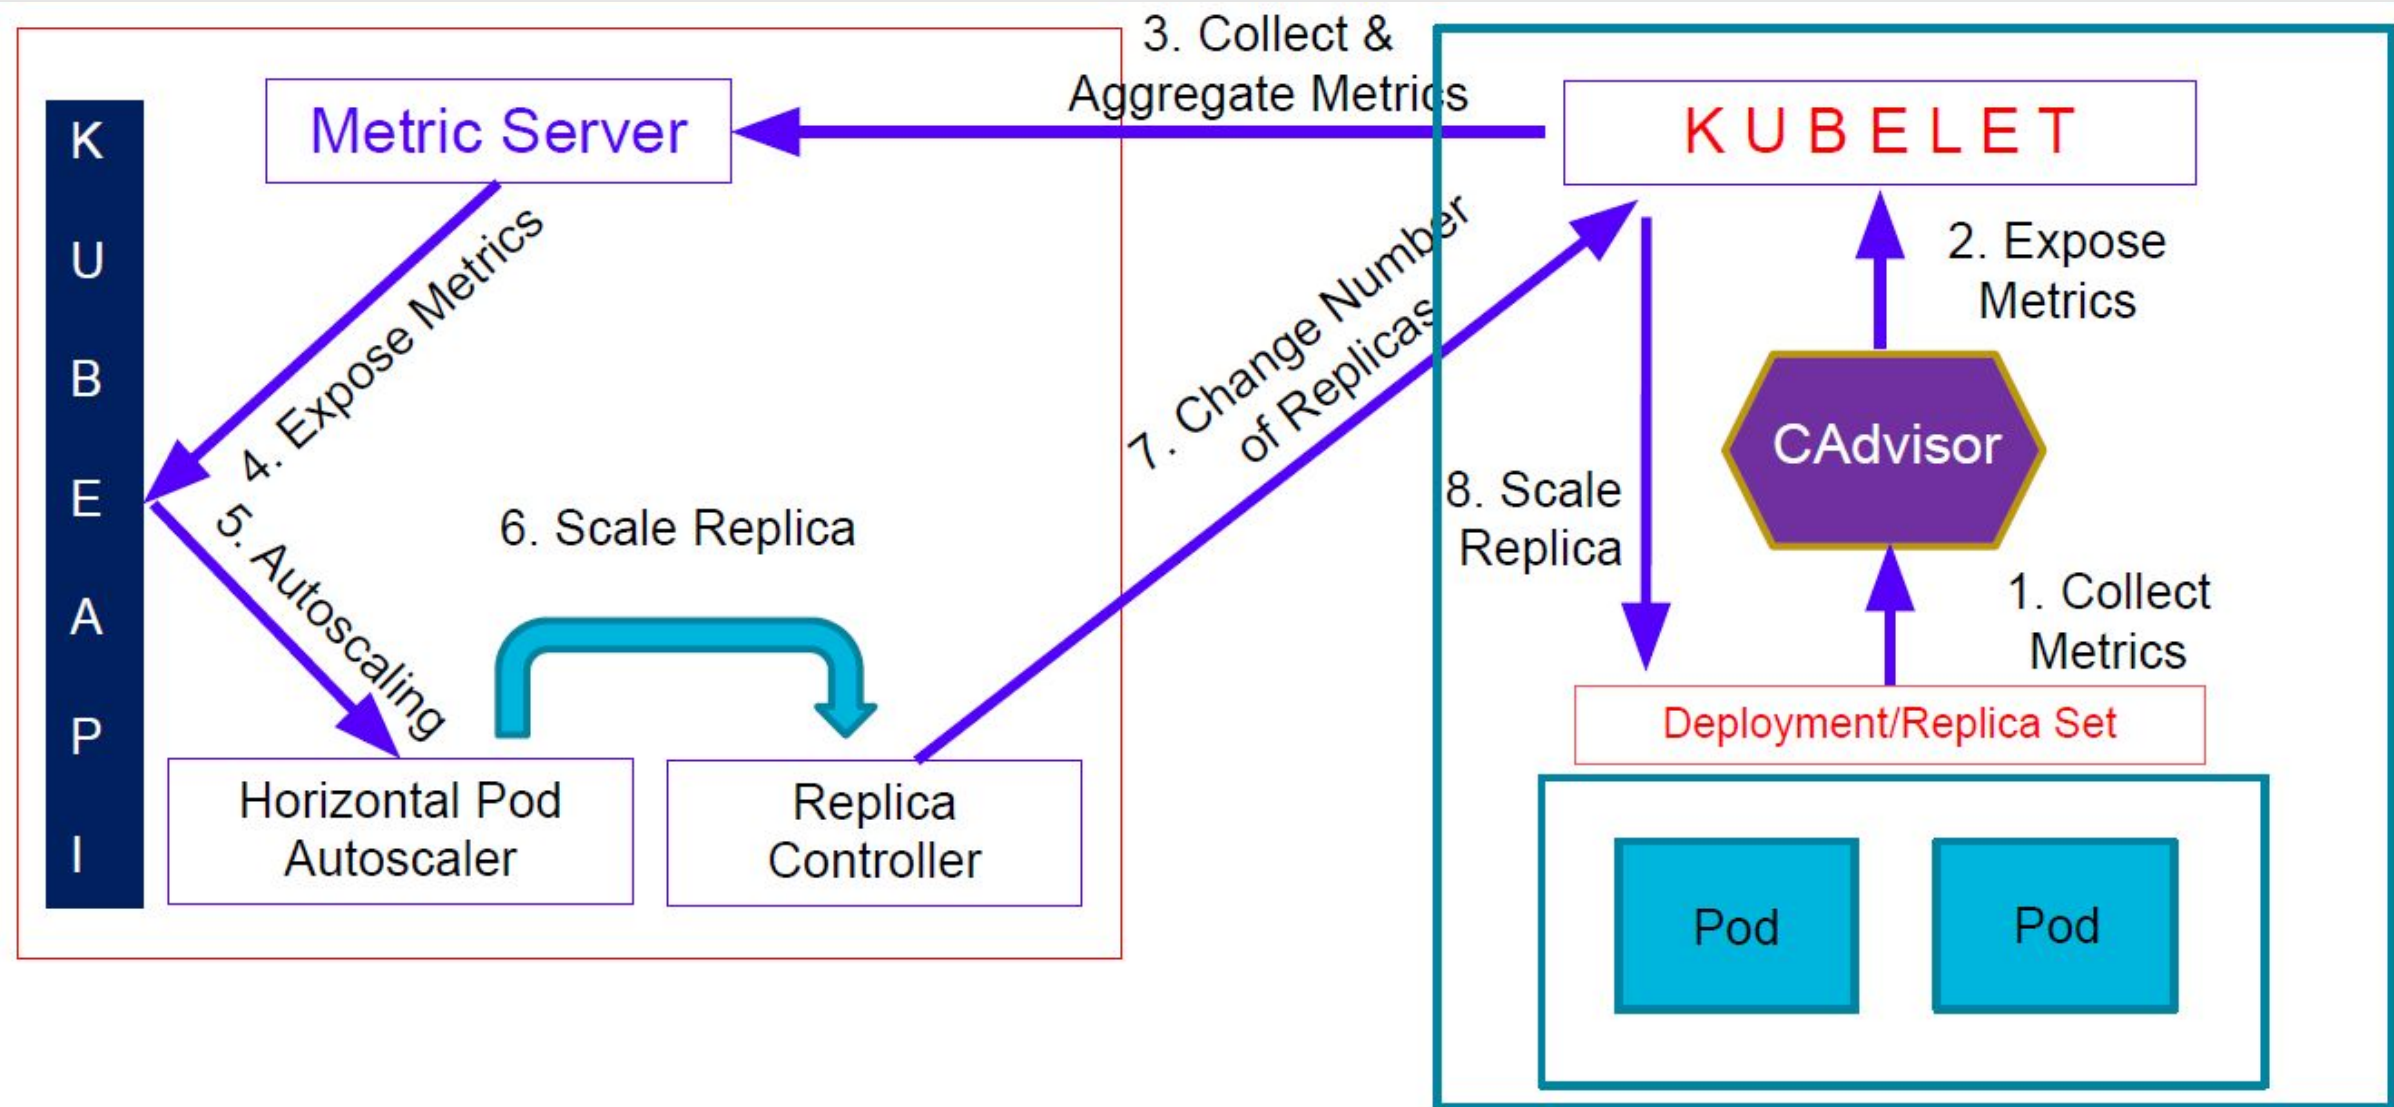 3. Collect &
Aggregate Metrics
K
U
B
E
A
P
I
Metric Server
K U B E L E T
4. Expose Metrics
7. Change Number
of Replicas
2. Expose
Metrics
CAdvisor
5. Autoscaling
6. Scale Replica
8. Scale
Replica
1. Collect
Metrics
Deployment/Replica Set
Horizontal Pod
Autoscaler
Replica
Controller
Pod
Pod